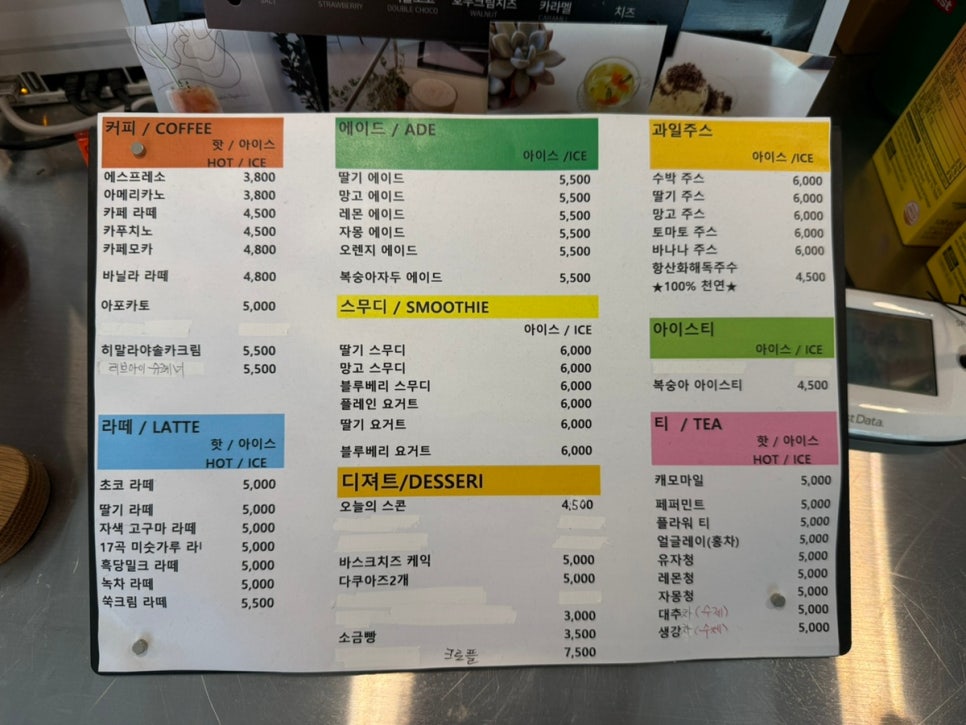 SALT
STRAWBERRY
DOUBLE CHOCO
호두크림치즈
WALNUT
카라멜
CARAMEL
치즈
커피 / COFFEE
핫 / 아이스
HOT / ICE
에스프레소 3,800
아메리카노 3,800
카페 라떼 4,500
카푸치노 4,500
카페모카 4,800
바닐라 라떼 4,800
아포카토 5,000
히말라야솔카크림 5,500
5,500
라떼 / LATTE
핫 / 아이스
HOT / ICE
초코 라떼 5,000
딸기 라떼 5,000
자색 고구마 라떼 5,000
17곡 미숫가루 라 5,000
흑당밀크 라떼 5,000
녹차 라떼 5,000
쑥크림 라떼 5,500
에이드 / ADE
아이스 /ICE
딸기 에이드 5,500
망고 에이드 5,500
레몬 에이드 5,500
자몽 에이드 5,500
오렌지 에이드 5,500
복숭아자두 에이드 5,500
스무디 / SMOOTHIE
아이스 / ICE
딸기 스무디 6,000
망고 스무디 6,000
블루베리 스무디 6,000
플레인 요거트 6,000
딸기 요거트 6,000
블루베리 요거트 6,000
디져트/DESSERI
오늘의 스콘 4,500
바스크치즈 케익 5,000
다쿠아즈2개 5,000
3,000
소금빵 3,500
크로플 7,500
과일주스
아이스 /ICE
수박 주스 6,000
딸기 주스 6,000
망고 주스 6,000
토마토 주스 6,000
바나나 주스 6,000
항산화해독주수 4,500
★100% 천연★
아이스티
아이스 / ICE
복숭아 아이스티 4,500
티 / TEA
핫 / 아이스
HOT / ICE
캐모마일 5,000
페퍼민트 5,000
플라워 티 5,000
얼글레이(홍차) 5,000
유자청 5,000
레몬청 5,000
자몽청 5,000
대추차 (수제) 5,000
생강차 (수제) 5,000
st Data.